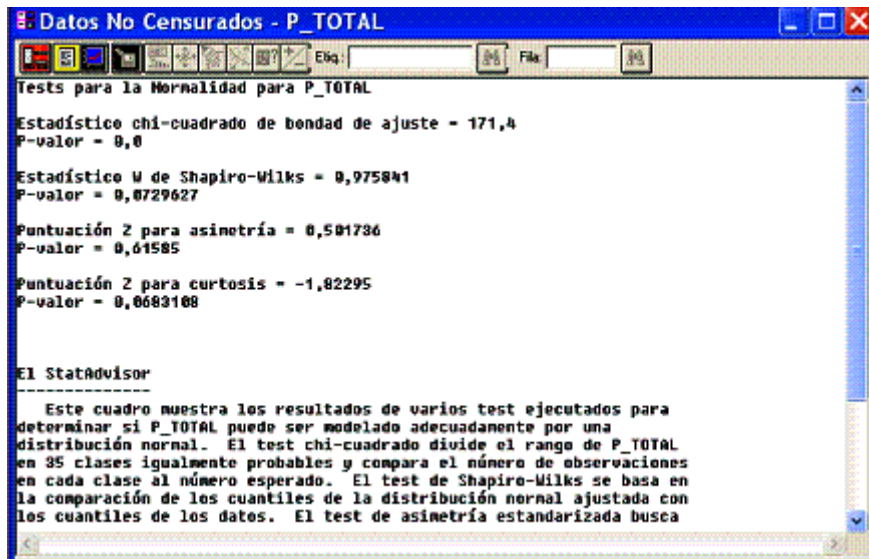 Datos No Censurados - P_TOTAL
Etiq.: Fila:
Tests para la Normalidad para P_TOTAL
Estadístico chi-cuadrado de bondad de ajuste = 171,4
P-valor = 0,0
Estadístico W de Shapiro-Wilks = 0,975841
P-valor = 0,0729627
Puntuación Z para asimetría = 0,501736
P-valor = 0,61585
Puntuación Z para curtosis = -1,82295
P-valor = 0,0683108
El StatAdvisor
--------------
Este cuadro muestra los resultados de varios test ejecutados para
determinar si P_TOTAL puede ser modelado adecuadamente por una
distribución normal. El test chi-cuadrado divide el rango de P_TOTAL
en 35 clases igualmente probables y compara el número de observaciones
en cada clase al número esperado. El test de Shapiro-Wilks se basa en
la comparación de los cuantiles de la distribución normal ajustada con
los cuantiles de los datos. El test de asimetría estandarizada busca